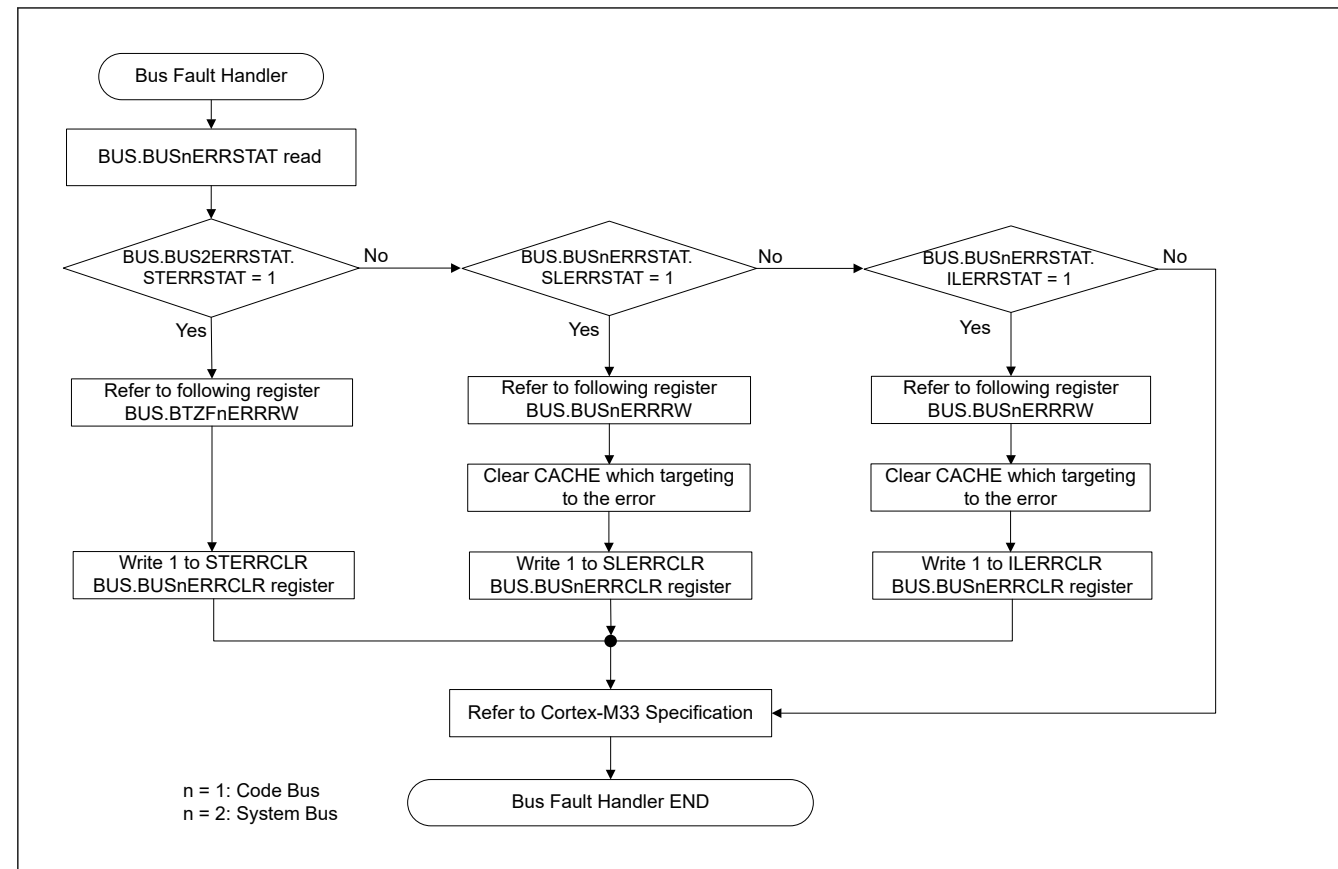 Bus Fault Handler
BUS.BUSnERRSTAT read
BUS.BUS2ERRSTAT.
STERRSTAT = 1
No
BUS.BUSnERRSTAT.
SLERRSTAT = 1
No
BUS.BUSnERRSTAT.
ILERRSTAT = 1
No
Yes
Yes
Yes
Refer to following register
BUS.BTZFnERRRW
Refer to following register
BUS.BUSnERRRW
Refer to following register
BUS.BUSnERRRW
Clear CACHE which targeting
to the error
Clear CACHE which targeting
to the error
Write 1 to STERRCLR
BUS.BUSnERRCLR register
Write 1 to SLERRCLR
BUS.BUSnERRCLR register
Write 1 to ILERRCLR
BUS.BUSnERRCLR register
Refer to Cortex-M33 Specification
n = 1: Code Bus
n = 2: System Bus
Bus Fault Handler END